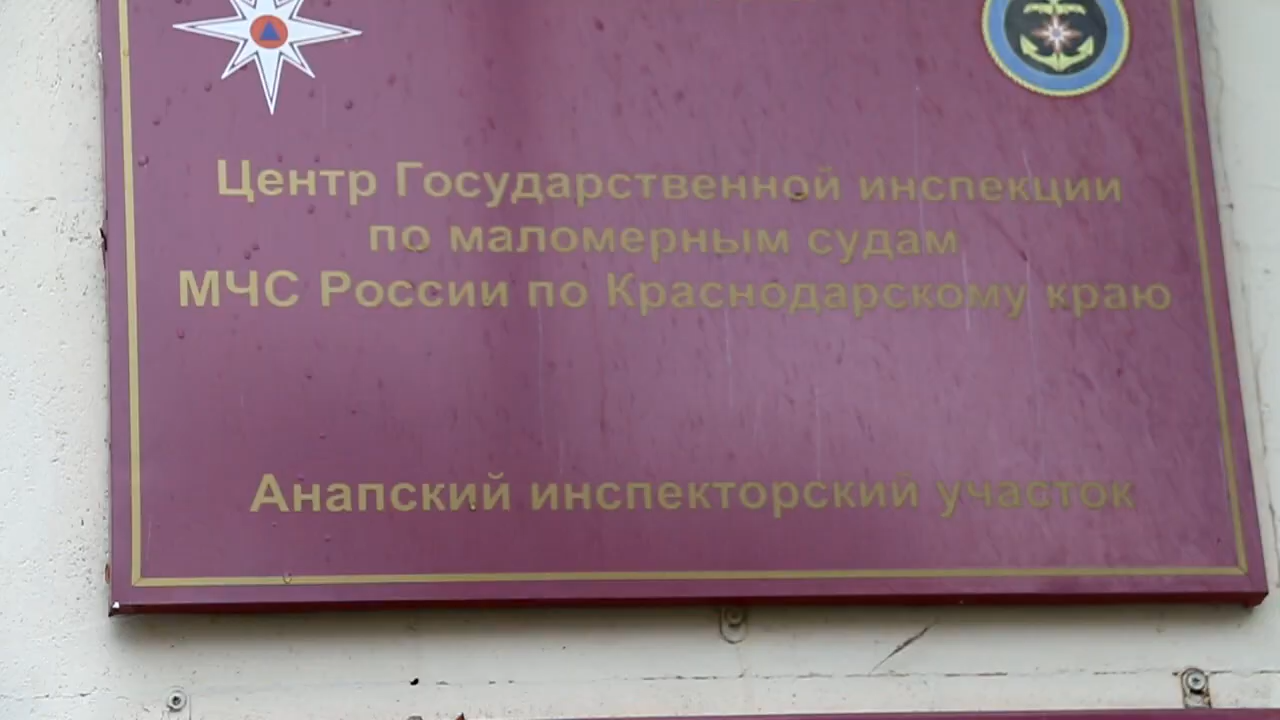 Центр Государственной инспекции
по маломерным судам
МЧС России по Краснодарскому краю
Анапский инспекторский участок